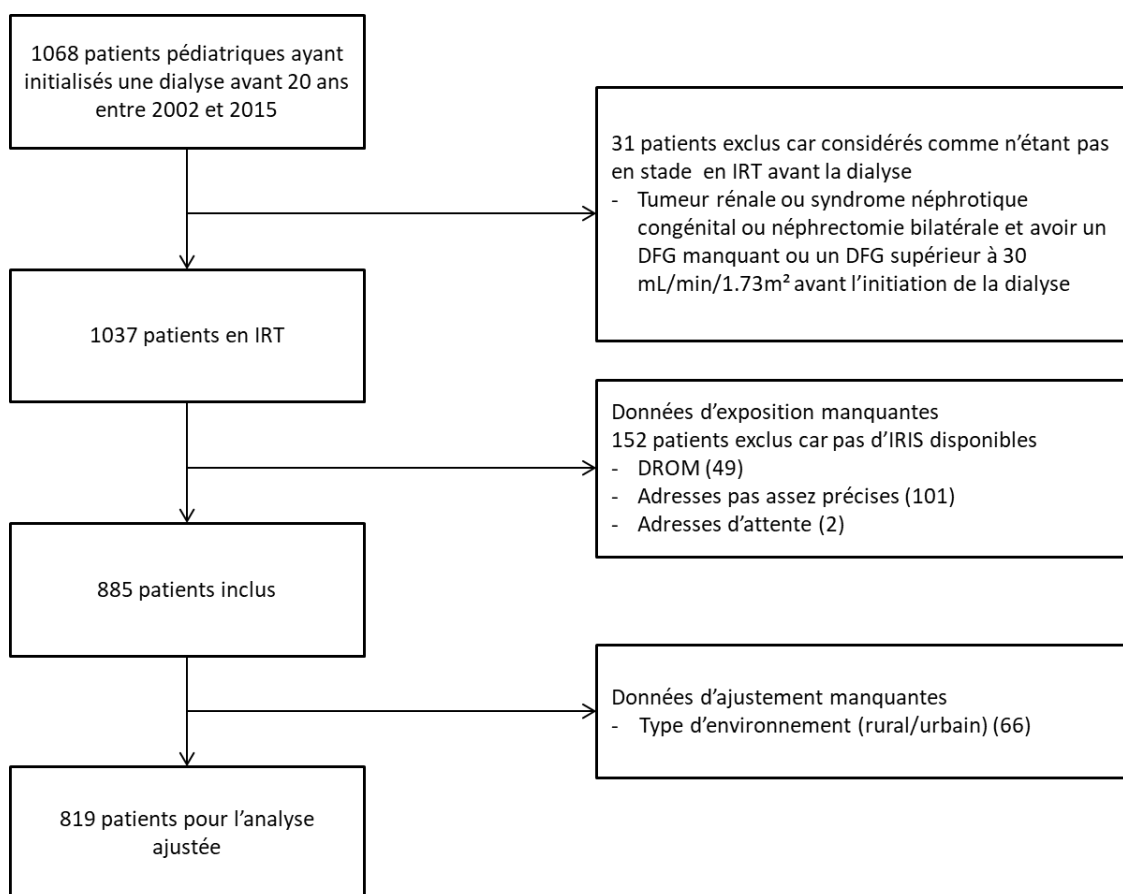 1068 patients pédiatriques ayant
initialisés une dialyse avant 20 ans
entre 2002 et 2015
31 patients exclus car considérés comme n’étant pas
en stade en IRT avant la dialyse
- Tumeur rénale ou syndrome néphrotique
congénital ou néphrectomie bilatérale et avoir un
DFG manquant ou un DFG supérieur à 30
mL/min/1.73m² avant l’initiation de la dialyse
1037 patients en IRT
Données d’exposition manquantes
152 patients exclus car pas d’IRIS disponibles
- DROM (49)
- Adresses pas assez précises (101)
- Adresses d’attente (2)
885 patients inclus
Données d’ajustement manquantes
- Type d’environnement (rural/urbain) (66)
819 patients pour l’analyse
ajustée